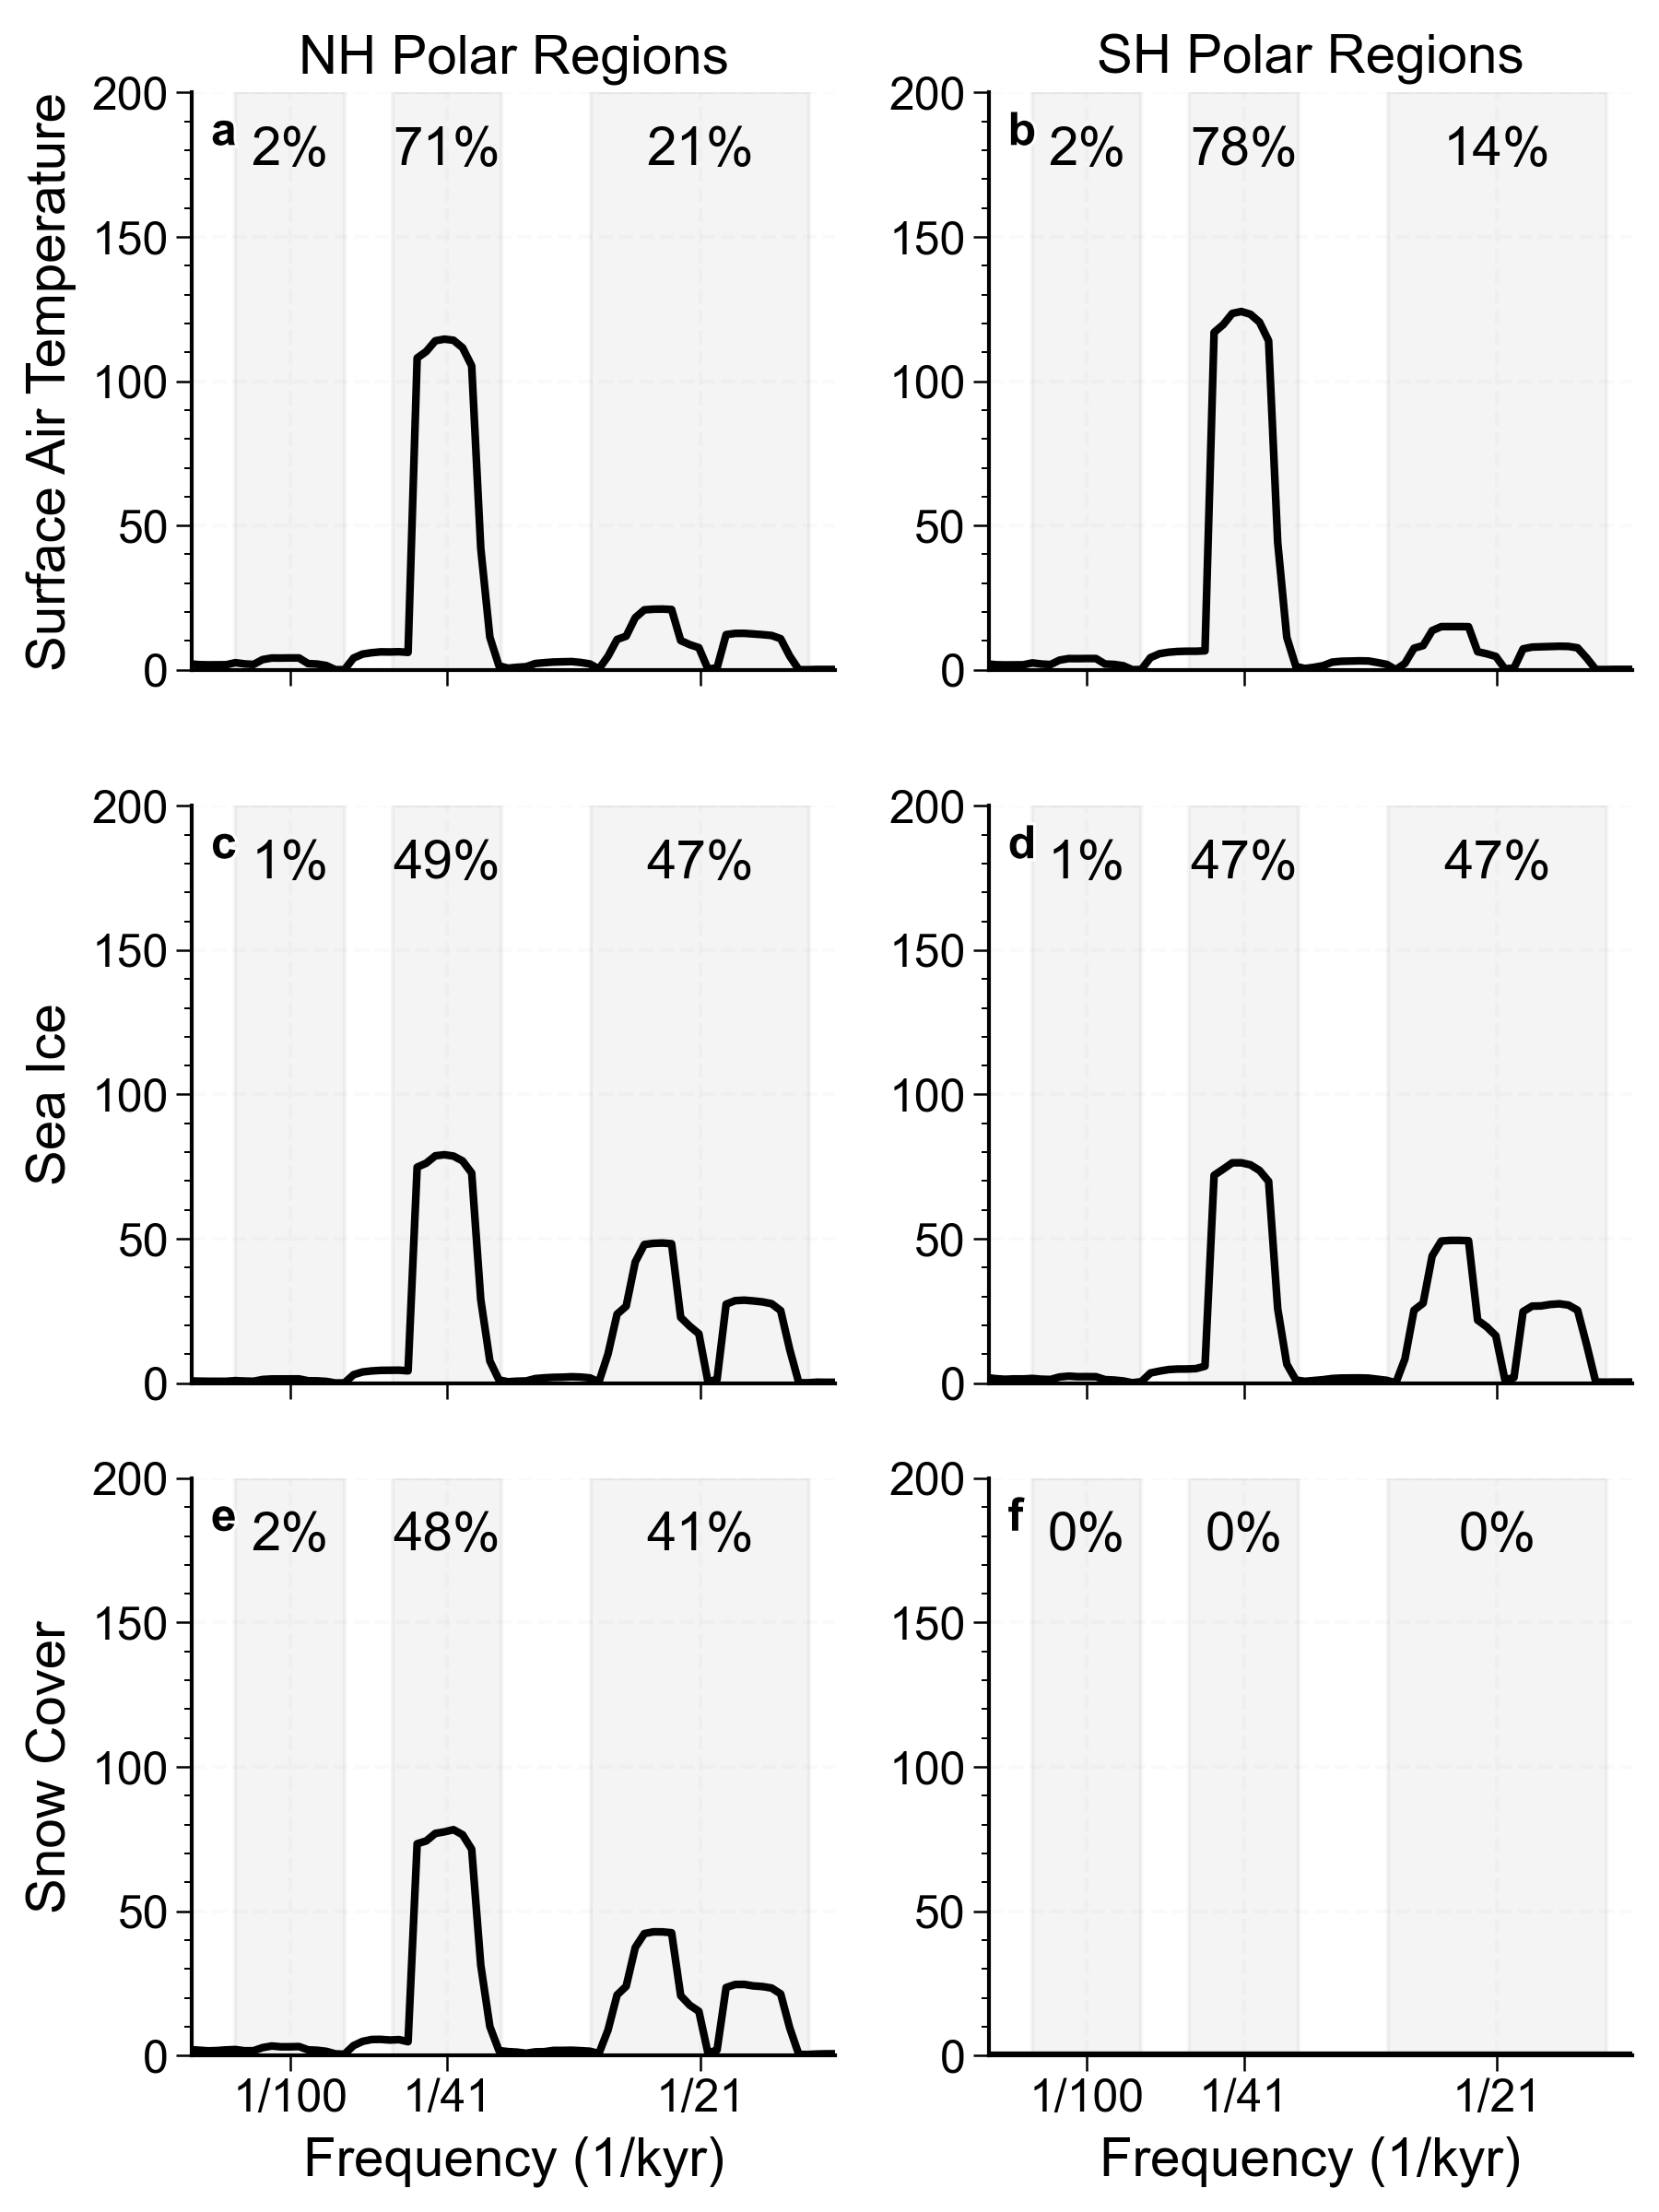 NH Polar Regions
SH Polar Regions
Surface Air Temperature
200
150
100
50
0
a 2% 71% 21%
200
150
100
50
0
b 2% 78% 14%
Sea Ice
200
150
100
50
0
c 1% 49% 47%
200
150
100
50
0
d 1% 47% 47%
Snow Cover
200
150
100
50
0
e 2% 48% 41%
1/100 1/41 1/21
Frequency (1/kyr)
200
150
100
50
0
f 0% 0% 0%
1/100 1/41 1/21
Frequency (1/kyr)